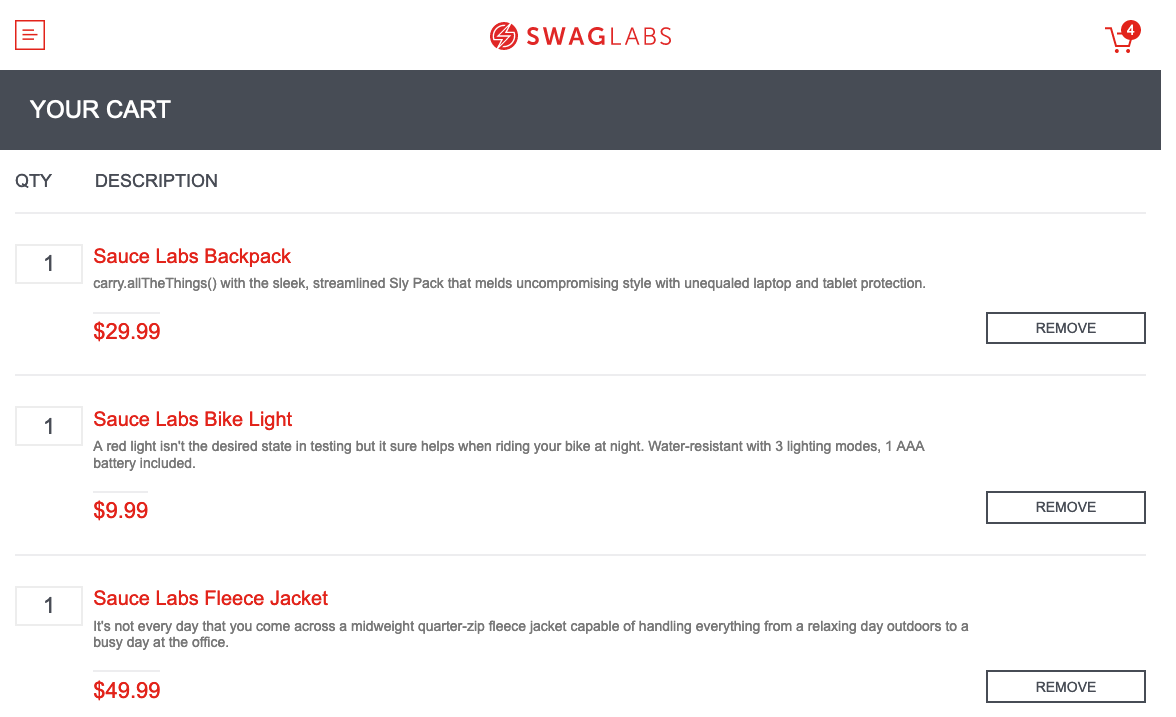 SWAGLABS
4
YOUR CART
QTY DESCRIPTION
1
Sauce Labs Backpack
carry.allTheThings() with the sleek, streamlined Sly Pack that melds uncompromising style with unequaled laptop and tablet protection.
$29.99
REMOVE
1
Sauce Labs Bike Light
A red light isn't the desired state in testing but it sure helps when riding your bike at night. Water-resistant with 3 lighting modes, 1 AAA
battery included.
$9.99
REMOVE
1
Sauce Labs Fleece Jacket
It's not every day that you come across a midweight quarter-zip fleece jacket capable of handling everything from a relaxing day outdoors to a
busy day at the office.
$49.99
REMOVE